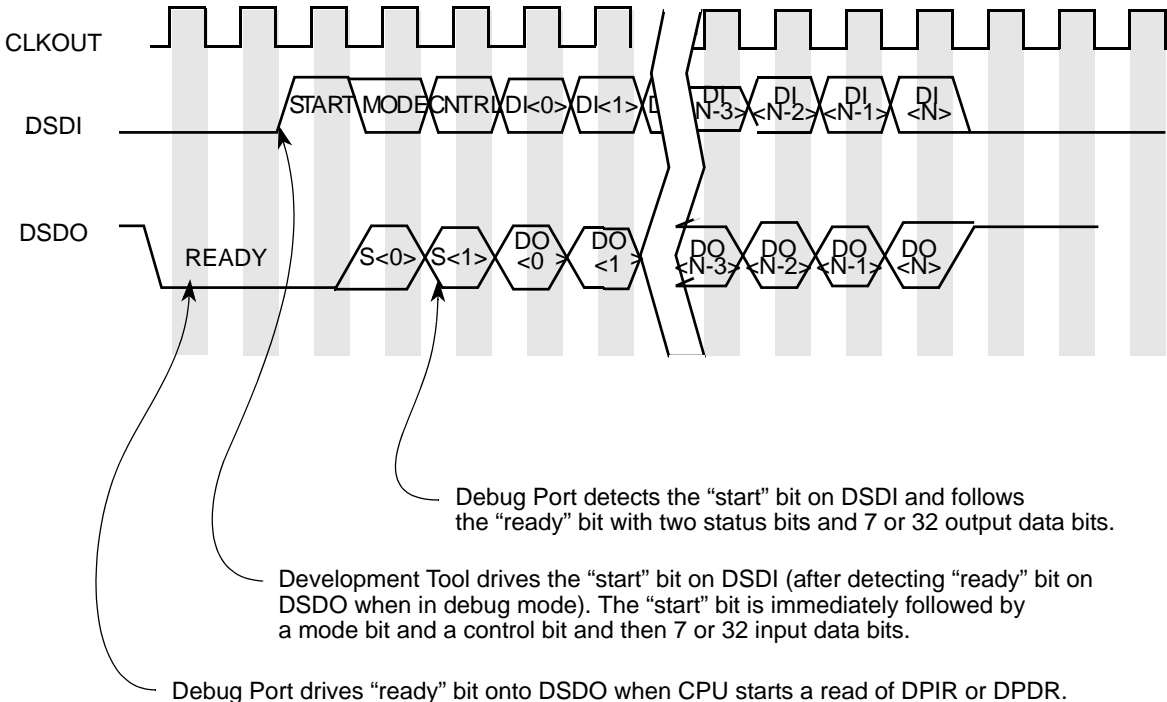 CLKOUT
DSDI
START MODE CNTRL DI<0> DI<1> DI
<N-3> DI
<N-2> DI
<N-1> DI
<N>
DSDO
READY
S<0> S<1> DO
<0> DO
<1> DO
<N-3> DO
<N-2> DO
<N-1> DO
<N>
Debug Port detects the “start” bit on DSDI and follows
the “ready” bit with two status bits and 7 or 32 output data bits.
Development Tool drives the “start” bit on DSDI (after detecting “ready” bit on
DSDO when in debug mode). The “start” bit is immediately followed by
a mode bit and a control bit and then 7 or 32 input data bits.
Debug Port drives “ready” bit onto DSDO when CPU starts a read of DPIR or DPDR.